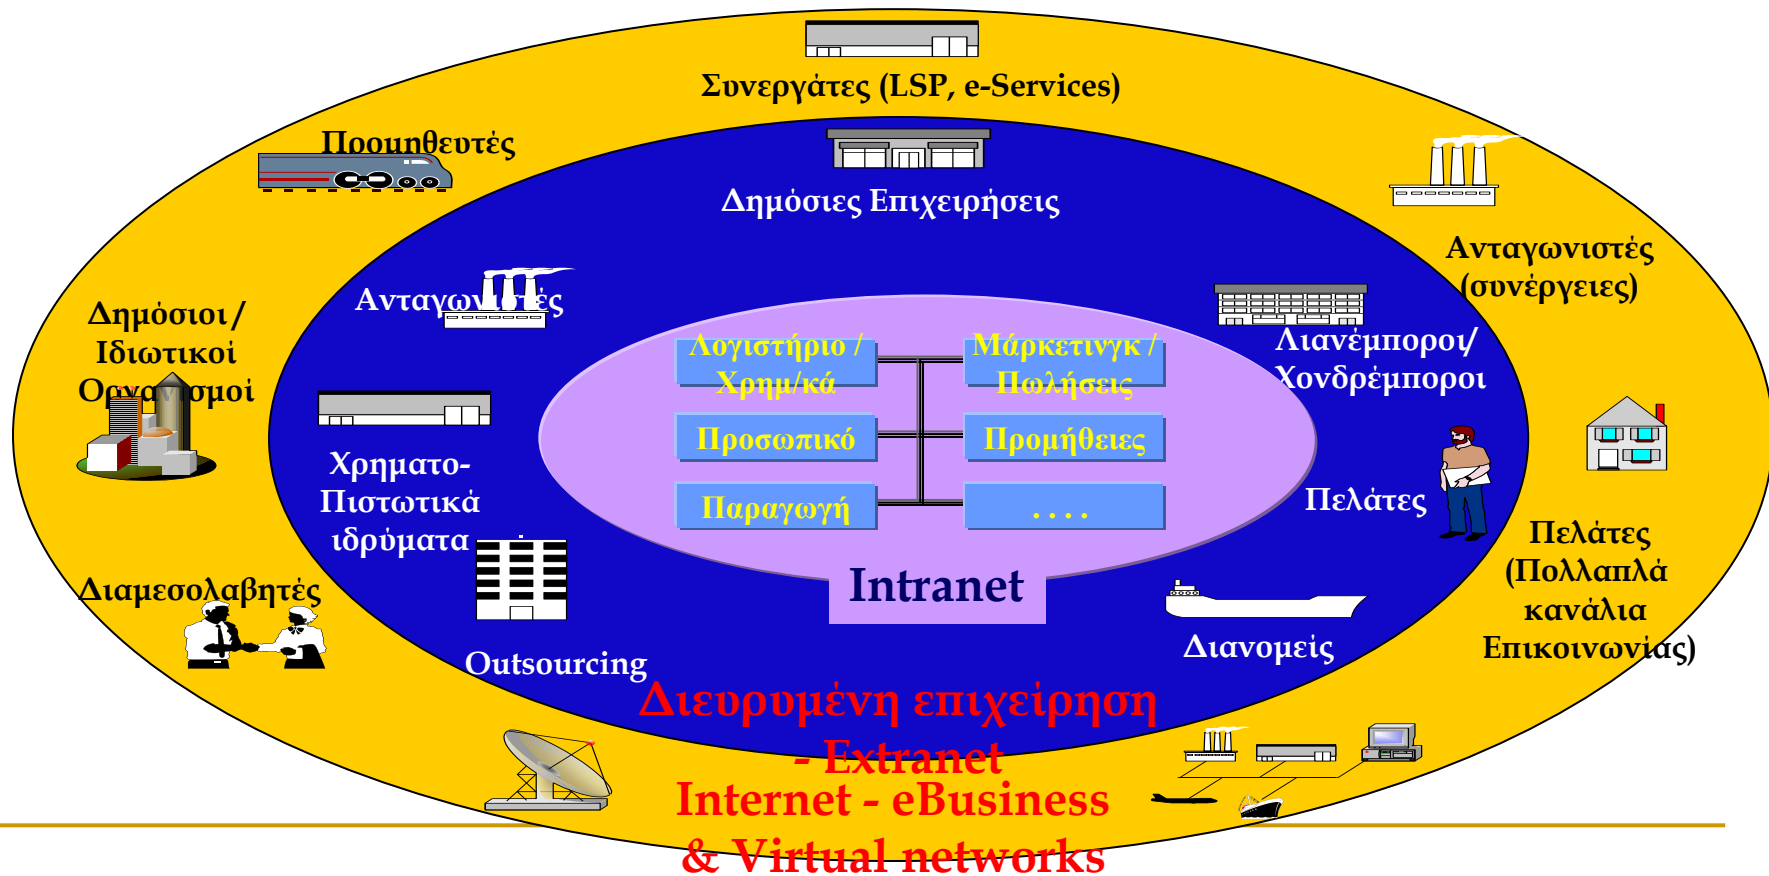 Συνεργάτες (LSP, e-Services)
Προμηθευτές
Δημόσιες Επιχειρήσεις
Ανταγωνιστές
(συνέργειες)
Ανταγωνιστές
Δημόσιοι /
Ιδιωτικοί
Οργανισμοί
Λιανέμποροι/
Χονδρέμποροι
Λογιστήριο /
Χρημ/κά
Μάρκετινγκ /
Πωλήσεις
Προσωπικό
Προμήθειες
Παραγωγή
. . . .
Χρηματο-
Πιστωτικά
ιδρύματα
Πελάτες
Πελάτες
(Πολλαπλά
κανάλια
Επικοινωνίας)
Intranet
Διαμεσολαβητές
Outsourcing
Διανομείς
Διευρυμένη επιχείρηση
- Extranet
Internet - eBusiness
& Virtual networks